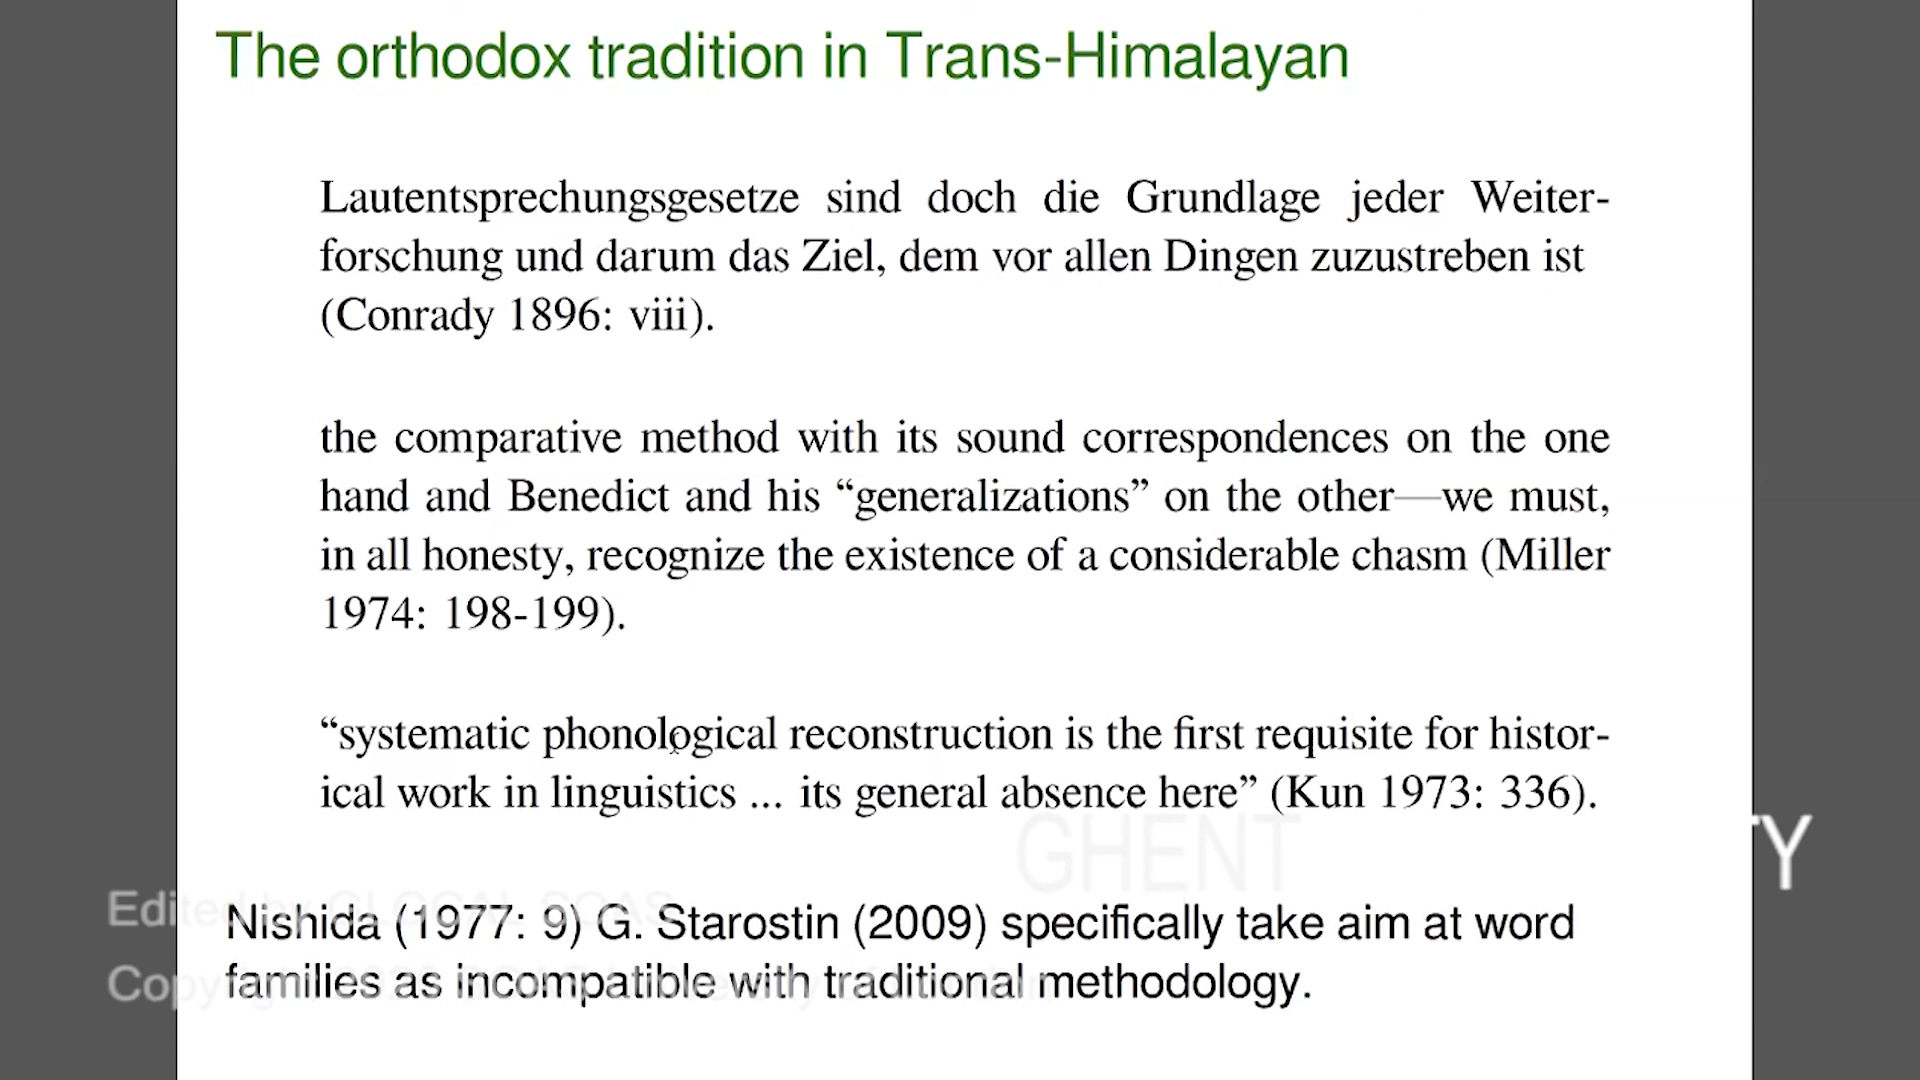 The orthodox tradition in Trans-Himalayan
Lautentsprechungsgesetze sind doch die Grundlage jeder Weiter-
forschung und darum das Ziel, dem vor allen Dingen zuzustreben ist
(Conrady 1896: viii).
the comparative method with its sound correspondences on the one
hand and Benedict and his “generalizations” on the other—we must,
in all honesty, recognize the existence of a considerable chasm (Miller
1974: 198-199).
“systematic phonological reconstruction is the first requisite for histor-
ical work in linguistics ... its general absence here” (Kun 1973: 336).
GHENT
Edited by GLOCAL SOAS
Nishida (1977: 9) G. Starostin (2009) specifically take aim at word
families as incompatible with traditional methodology.